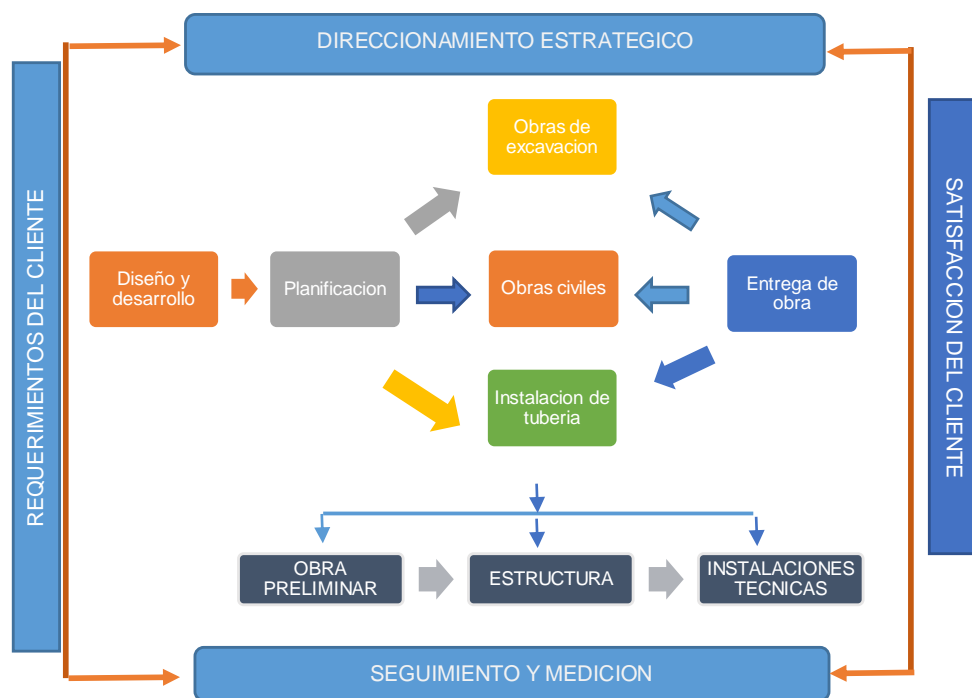 DIRECCIONAMIENTO ESTRATEGICO
REQUERIMIENTOS DEL CLIENTE
Obras de
excavacion
Diseño y
desarrollo
Planificacion
Obras civiles
Entrega de
obra
Instalacion de
tuberia
SATISFACCION DEL CLIENTE
OBRA
PRELIMINAR
ESTRUCTURA
INSTALACIONES
TECNICAS
SEGUIMIENTO Y MEDICION